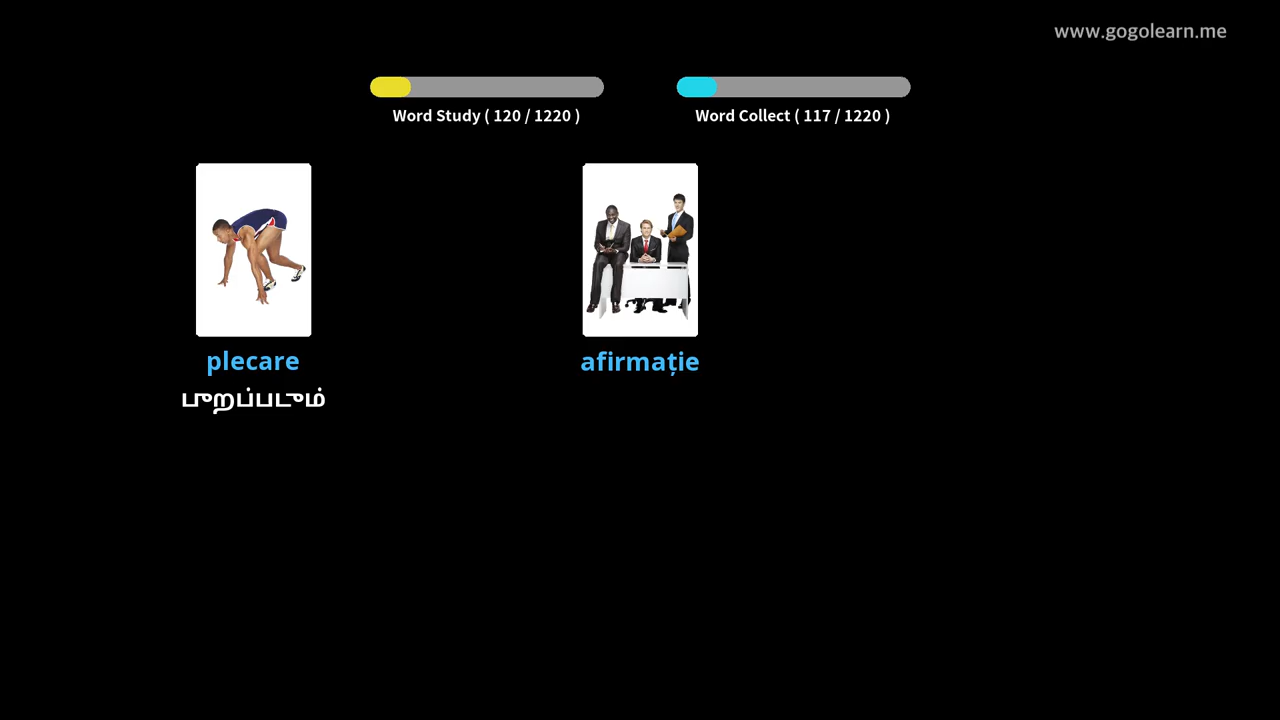 www.gogolearn.me
Word Study ( 120 / 1220 )
Word Collect ( 117 / 1220 )
plecare
afirmație
புறப்படும்